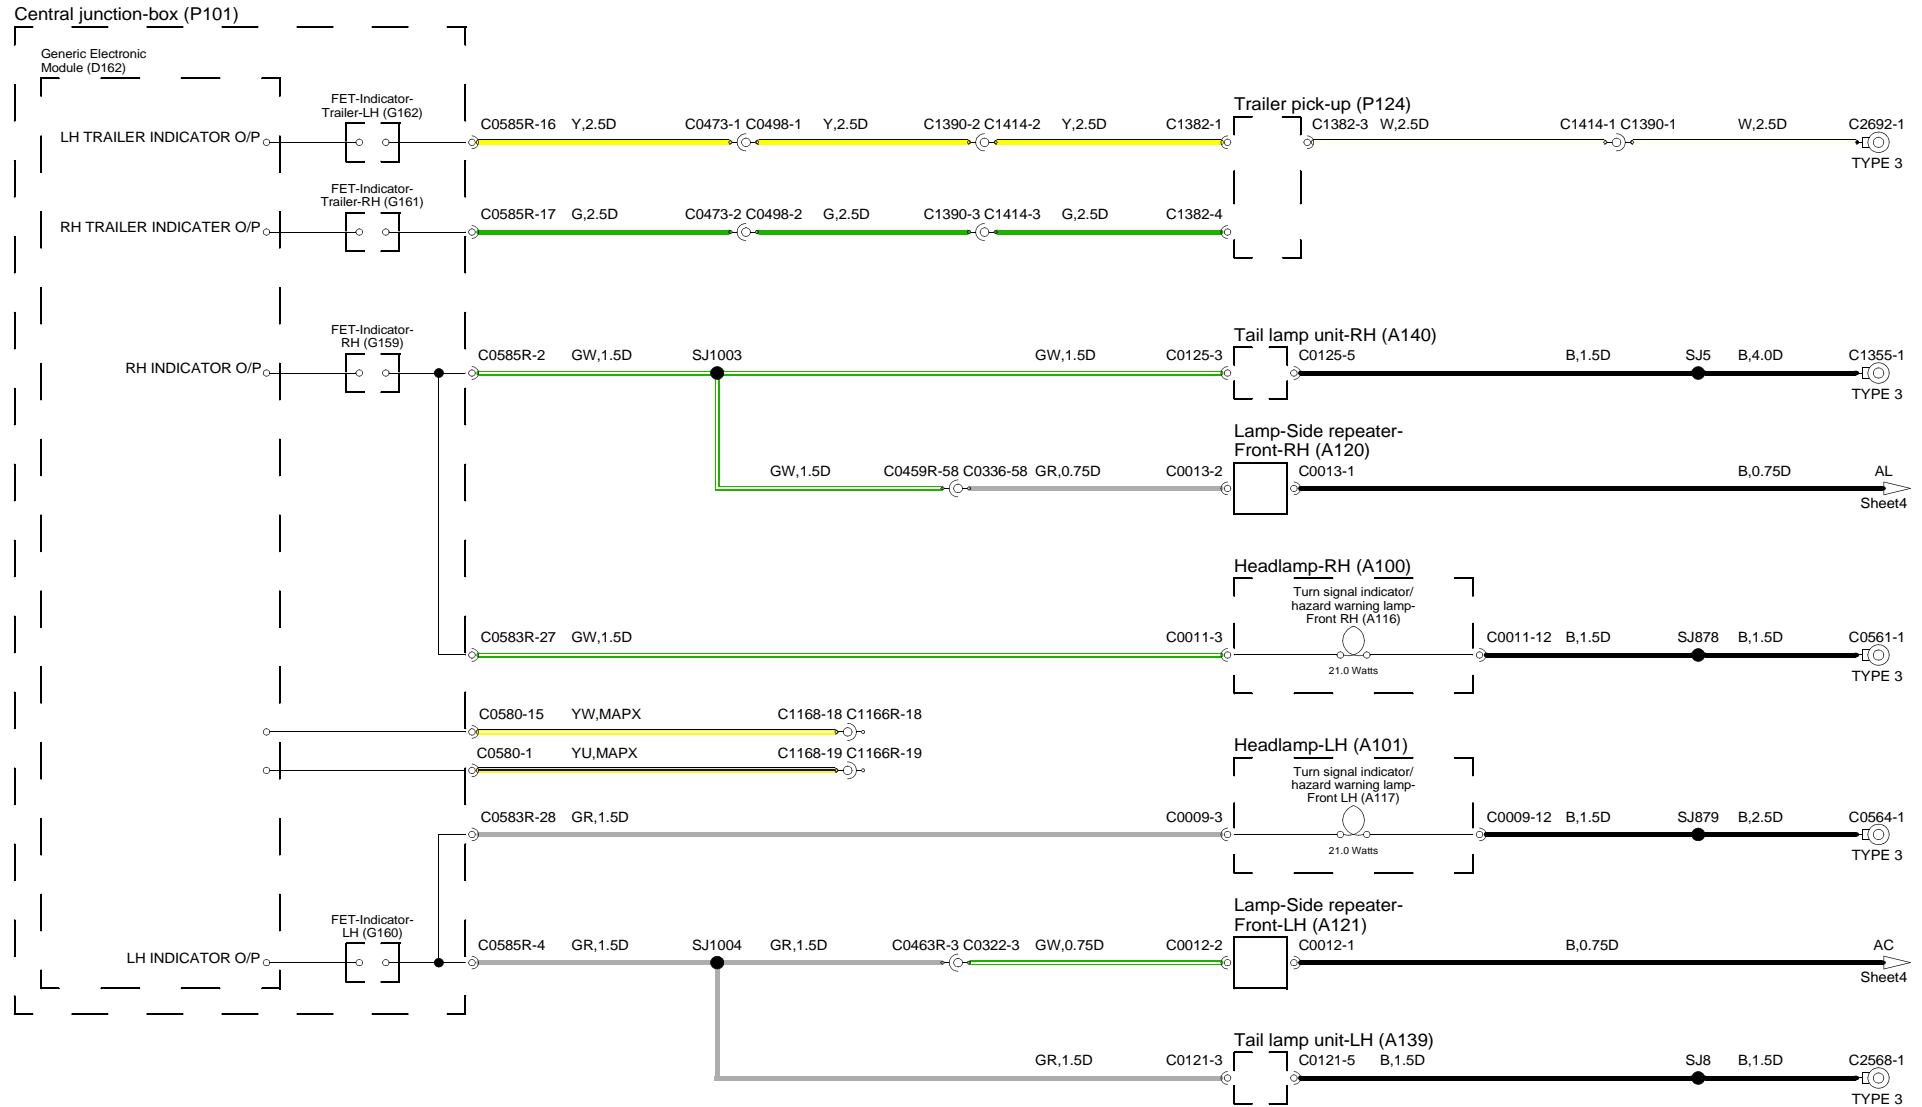 Central junction-box (P101)
Generic Electronic
Module (D162)
FET-Indicator-
Trailer-LH (G162)
Trailer pick-up (P124)
LH TRAILER INDICATOR O/P
C0585R-16 Y,2.5D C0473-1 C0498-1 Y,2.5D C1390-2 C1414-2 Y,2.5D C1382-1 C1382-3 W,2.5D C1414-1 C1390-1 W,2.5D C2692-1
TYPE 3
FET-Indicator-
Trailer-RH (G161)
RH TRAILER INDICATER O/P
C0585R-17 G,2.5D C0473-2 C0498-2 G,2.5D C1390-3 C1414-3 G,2.5D C1382-4
FET-Indicator-
RH (G159)
Tail lamp unit-RH (A140)
RH INDICATOR O/P
C0585R-2 GW,1.5D SJ1003 GW,1.5D C0125-3 C0125-5 B,1.5D SJ5 B,4.0D C1355-1
TYPE 3
Lamp-Side repeater-
Front-RH (A120)
GW,1.5D C0459R-58 C0336-58 GR,0.75D C0013-2 C0013-1 B,0.75D AL
Sheet4
Headlamp-RH (A100)
Turn signal indicator/
hazard warning lamp-
Front RH (A116)
C0583R-27 GW,1.5D C0011-3 C0011-12 B,1.5D SJ878 B,1.5D C0561-1
21.0 Watts
TYPE 3
C0580-15 YW,MAPX C1168-18 C1166R-18
C0580-1 YU,MAPX C1168-19 C1166R-19
Headlamp-LH (A101)
Turn signal indicator/
hazard warning lamp-
Front LH (A117)
C0583R-28 GR,1.5D C0009-3 C0009-12 B,1.5D SJ879 B,2.5D C0564-1
21.0 Watts
TYPE 3
Lamp-Side repeater-
Front-LH (A121)
FET-Indicator-
LH (G160)
LH INDICATOR O/P
C0585R-4 GR,1.5D SJ1004 GR,1.5D C0463R-3 C0322-3 GW,0.75D C0012-2 C0012-1 B,0.75D AC
Sheet4
Tail lamp unit-LH (A139)
GR,1.5D C0121-3 C0121-5 B,1.5D SJ8 B,1.5D C2568-1
TYPE 3